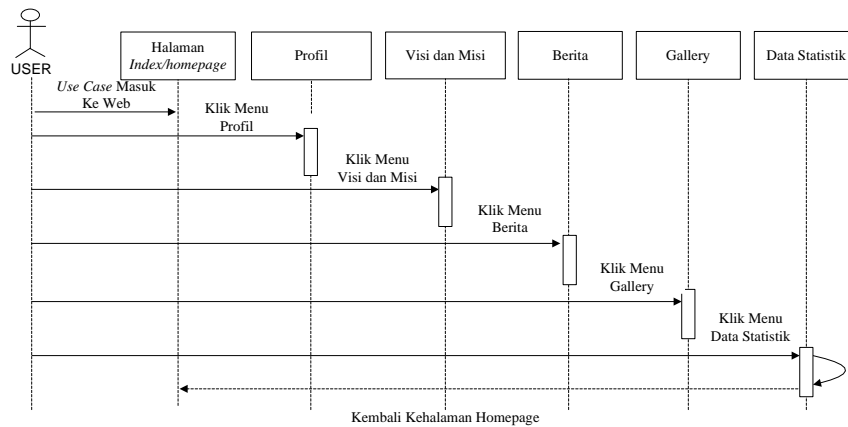 USER
Halaman
Index/homepage
Profil
Visi dan Misi
Berita
Gallery
Data Statistik
Use Case Masuk
Ke Web
Klik Menu
Profil
Klik Menu
Visi dan Misi
Klik Menu
Berita
Klik Menu
Gallery
Klik Menu
Data Statistik
Kembali Kehalaman Homepage